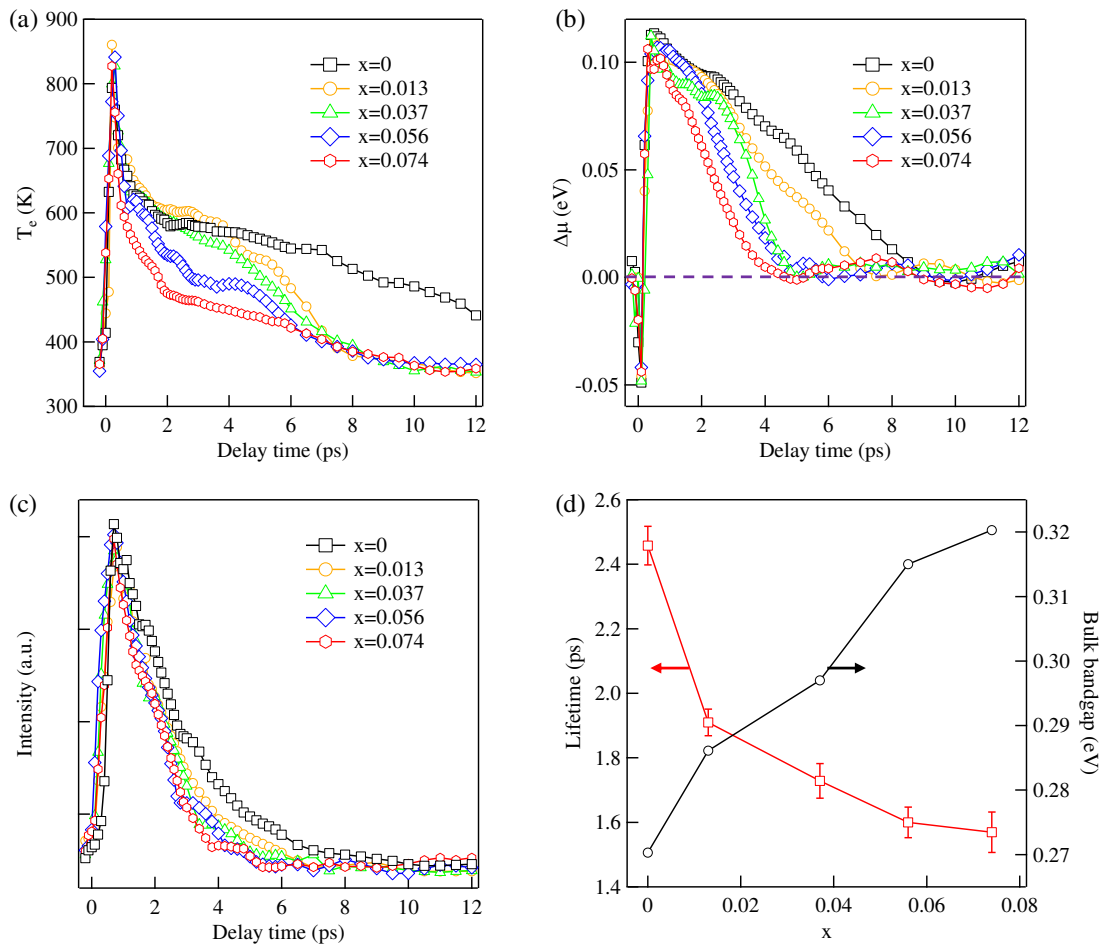 (a)
900
800
700
600
500
400
300
T_e (K)
0 2 4 6 8 10 12
Delay time (ps)
x=0
x=0.013
x=0.037
x=0.056
x=0.074
(b)
0.10
0.05
0.00
-0.05
Δμ (eV)
0 2 4 6 8 10 12
Delay time (ps)
x=0
x=0.013
x=0.037
x=0.056
x=0.074
(c)
Intensity (a.u.)
0 2 4 6 8 10 12
Delay time (ps)
x=0
x=0.013
x=0.037
x=0.056
x=0.074
(d)
2.6
2.4
2.2
2.0
1.8
1.6
1.4
Lifetime (ps)
0.32
0.31
0.30
0.29
0.28
0.27
Bulk bandgap (eV)
0 0.02 0.04 0.06 0.08
x